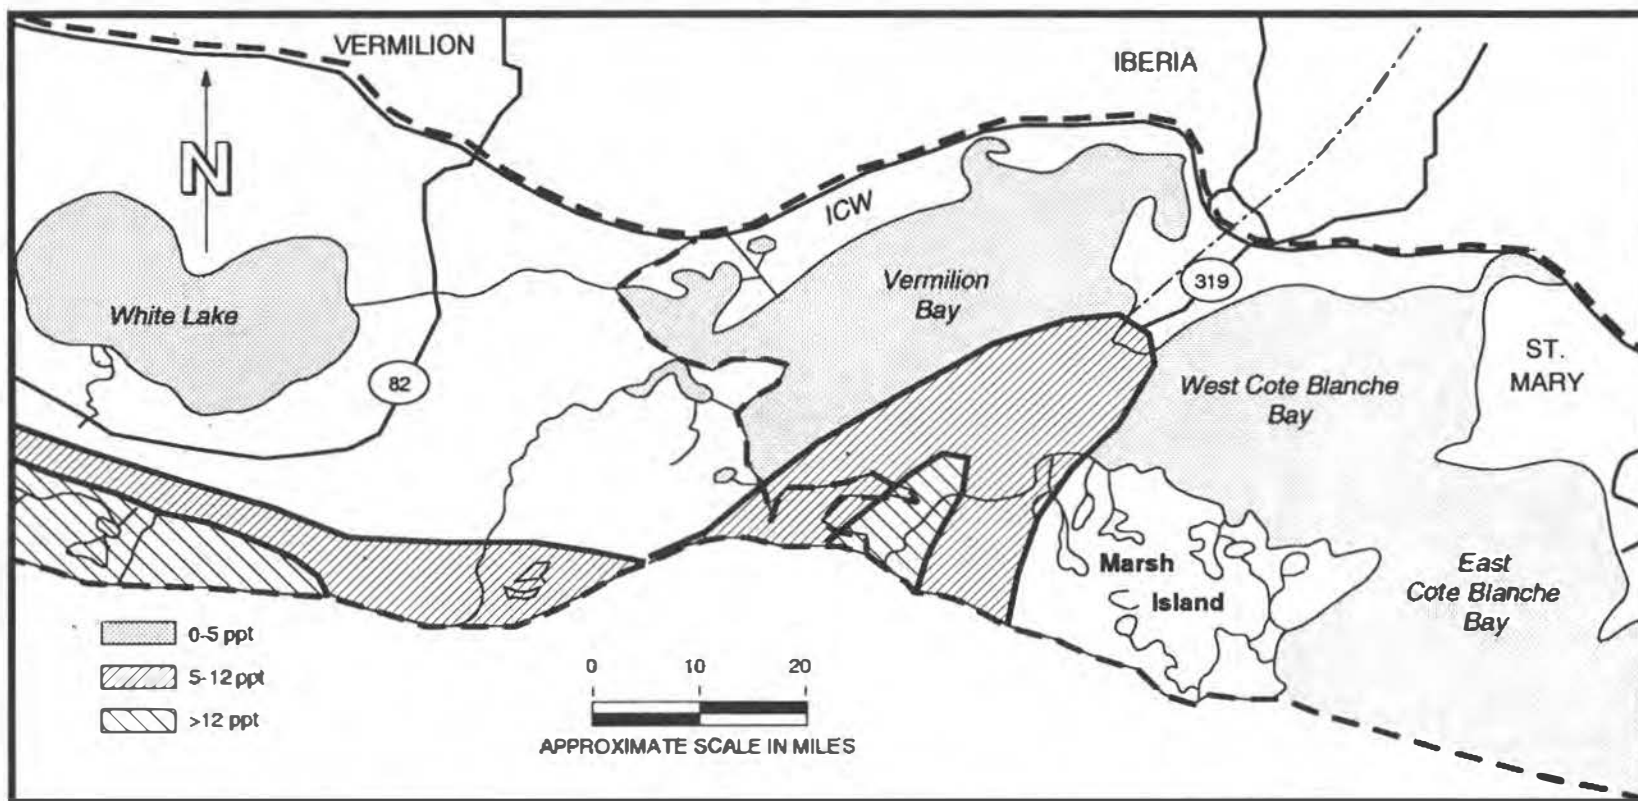 VERMILION
IBERIA
N
ICW
Vermilion
Bay
319
White Lake
82
West Cote Blanche
Bay
ST.
MARY
Marsh
Island
East
Cote Blanche
Bay
0-5 ppt
5-12 ppt
>12 ppt
0 10 20
APPROXIMATE SCALE IN MILES